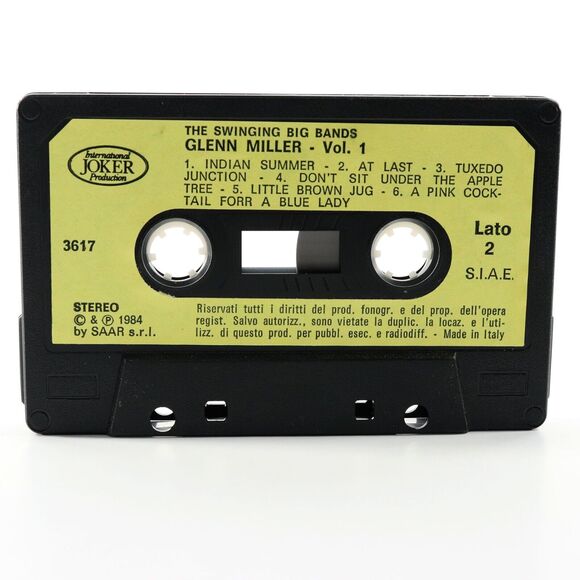 THE SWINGING BIG BANDS
GLENN MILLER - Vol. 1
International
JOKER
Production
1. INDIAN SUMMER - 2. AT LAST - 3. TUXEDO
JUNCTION - 4. DON'T SIT UNDER THE APPLE
TREE - 5. LITTLE BROWN JUG - 6. A PINK COCK-
TAIL FORR A BLUE LADY
3617
Lato
2
S.I.A.E.
STEREO
© & ℗ 1984
by SAAR s.r.l.
Riservati tutti i diritti del prod. fonogr. e del prop. dell'opera
regist. Salvo autorizz., sono vietate la duplic. la locaz. e l'uti-
lizz. di questo prod. per pubbl. esec. e radiodiff. - Made in Italy